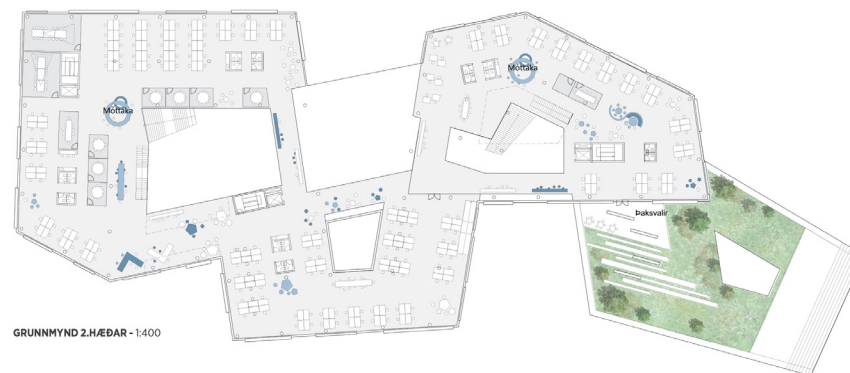 Móttaka
Móttaka
Þaksvalir
GRUNNMYND 2.HÆÐAR - 1:400